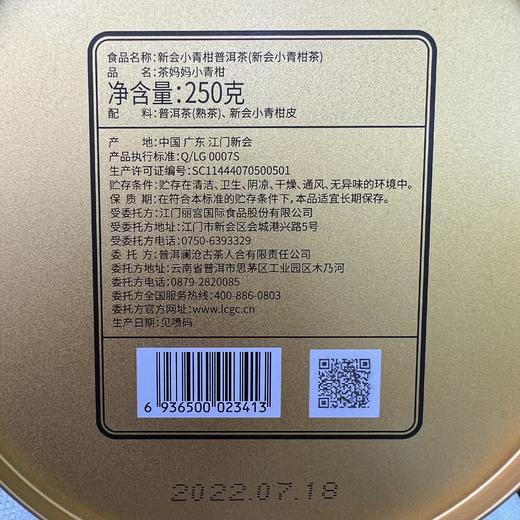 食品名称:新会小青柑普洱茶(新会小青柑茶)
品 名:茶妈妈小青柑
净含量:250克
配 料:普洱茶(熟茶)、新会小青柑皮
产 地:中国 广东 江门新会
产品执行标准:Q/LG 0007S
生产许可证编号:SC11444070500501
贮存条件:贮存在清洁、卫生、阴凉、干燥、通风、无异味的环境中。
保 质 期:在符合本标准的贮存条件下,本品适宜长期保存。
受委托方:江门丽宫国际食品股份有限公司
受委托方地址:江门市新会区会城港兴路5号
受委托方电话:0750-6393329
委 托 方:普洱澜沧古茶人合有限责任公司
委托方地址:云南省普洱市思茅区工业园区木乃河
委托方电话:0879-2820085
委托方全国服务热线:400-886-0803
委托方官方网址:www.lcgc.cn
生产日期:见喷码
6 936500 023413
2022.07.18